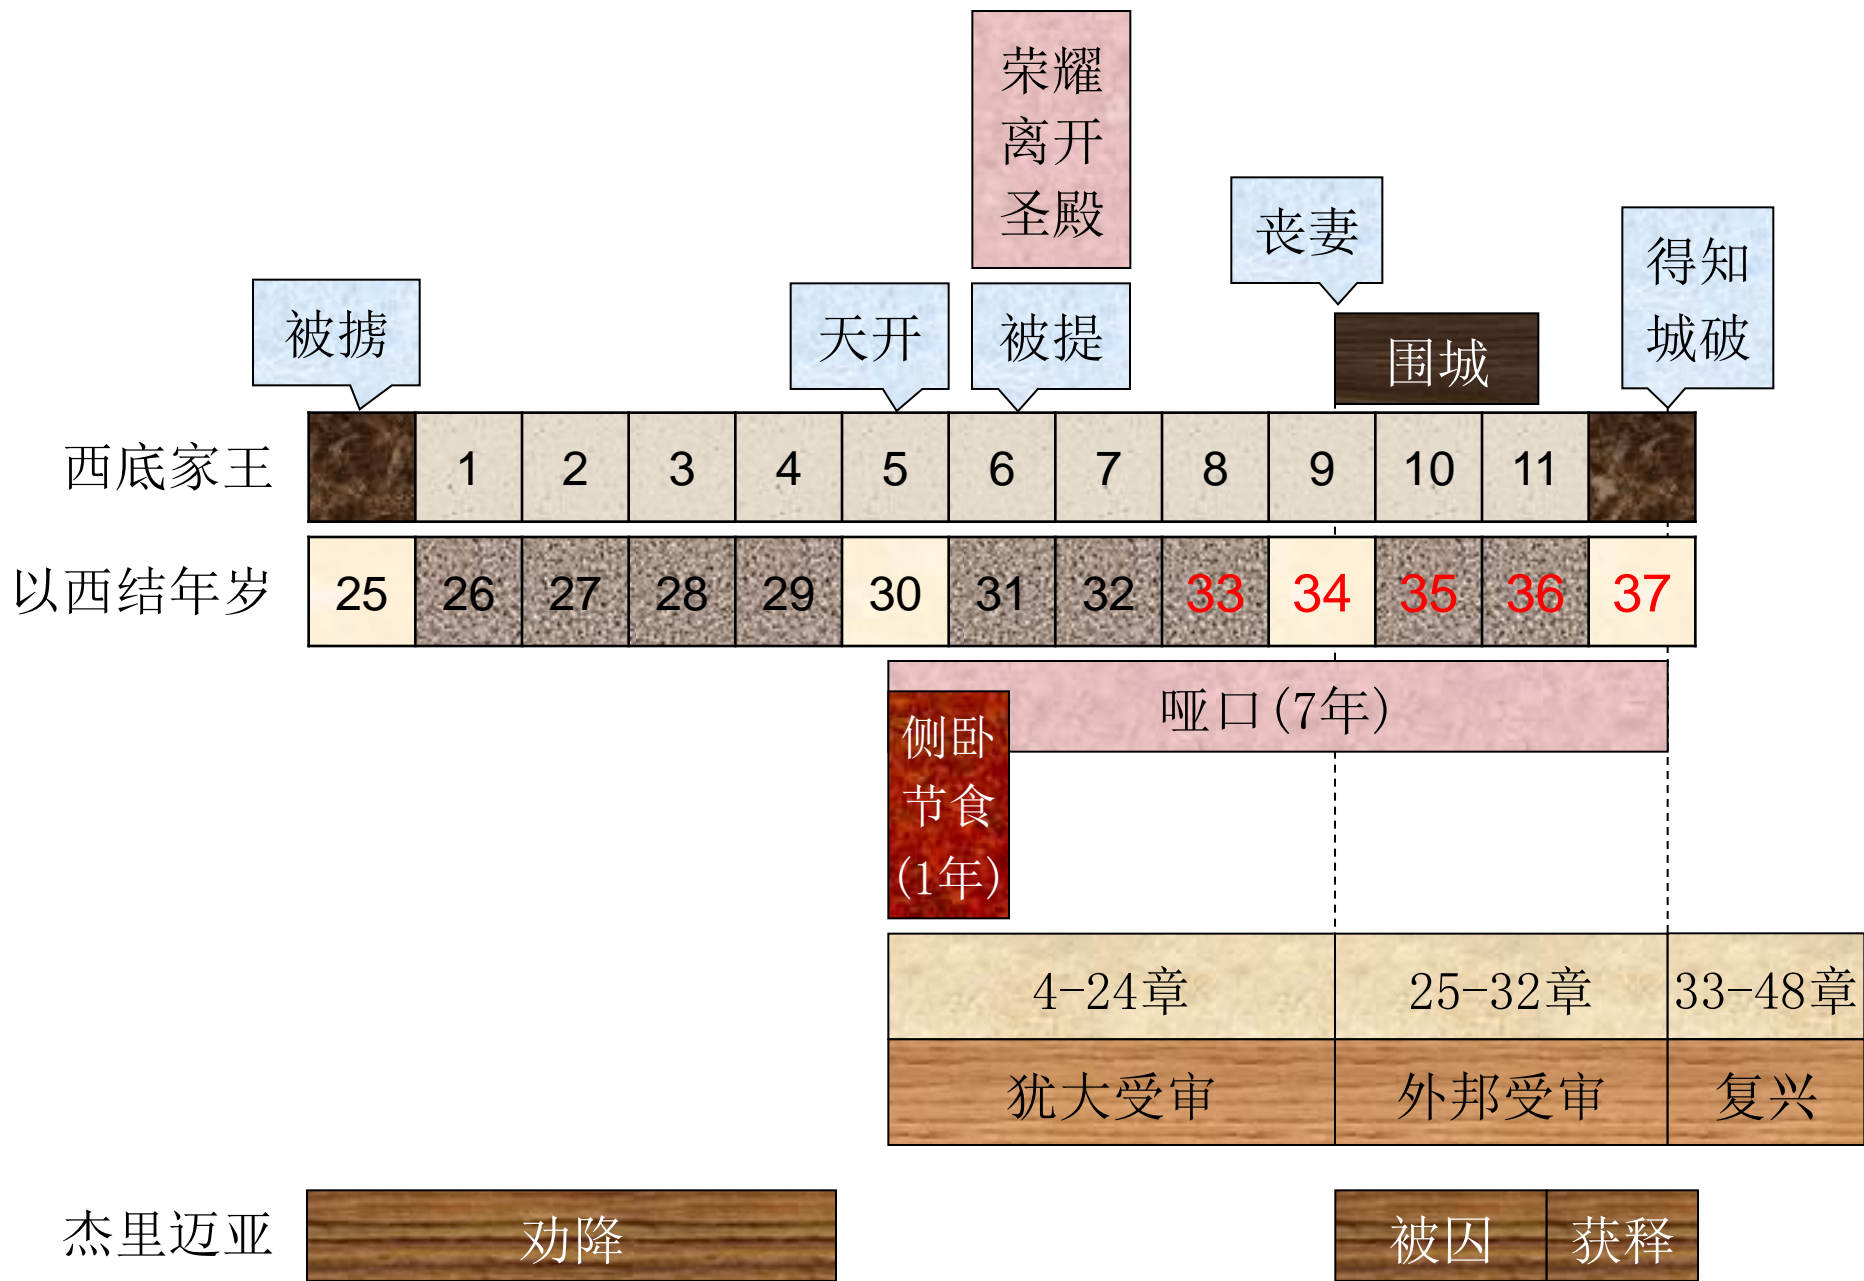 荣耀
离开
圣殿
丧妻
得知
城破
被掳
天开
被提
围城
西底家王
1 2 3 4 5 6 7 8 9 10 11
以西结年岁
25 26 27 28 29 30 31 32 33 34 35 36 37
哑口(7年)
侧卧
节食
(1年)
4-24章 25-32章 33-48章
犹大受审 外邦受审 复兴
杰里迈亚 劝降 被囚 获释